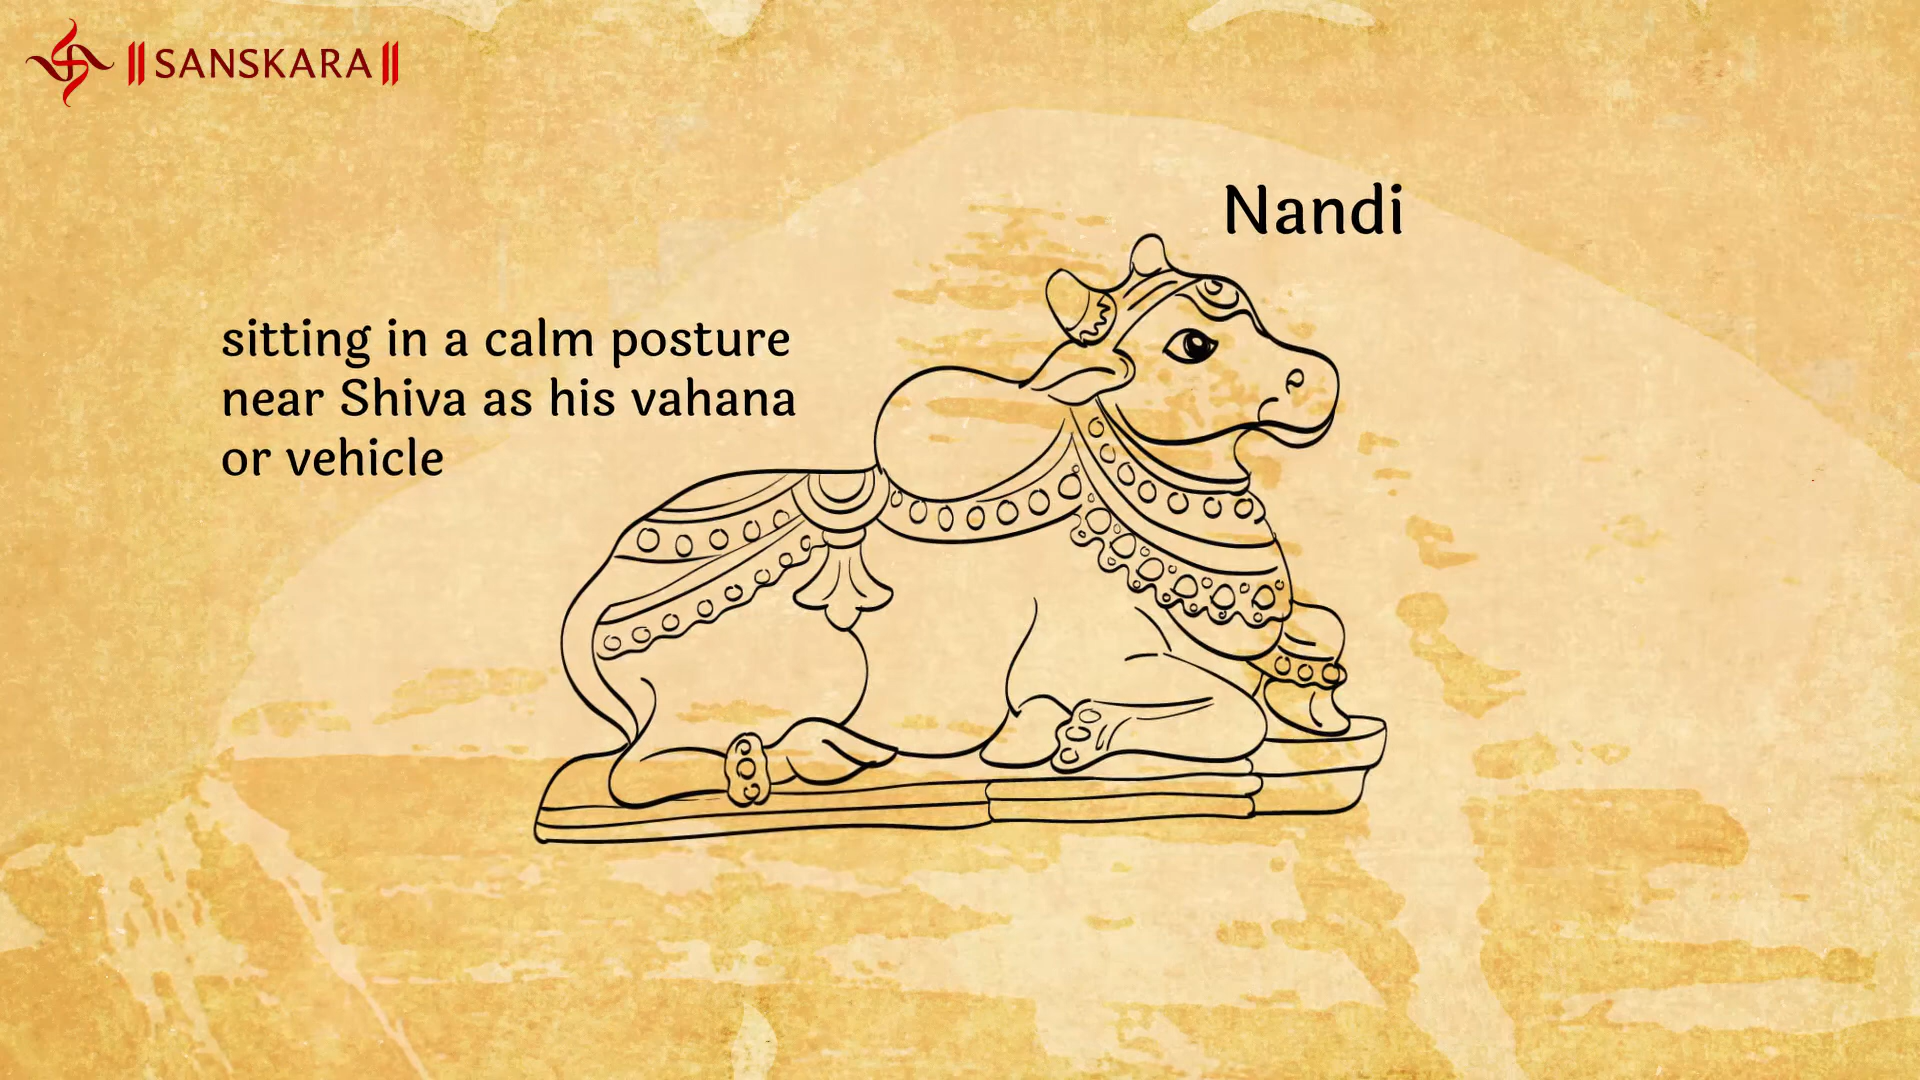 ||SANSKARA||
Nandi
sitting in a calm posture
near Shiva as his vahana
or vehicle